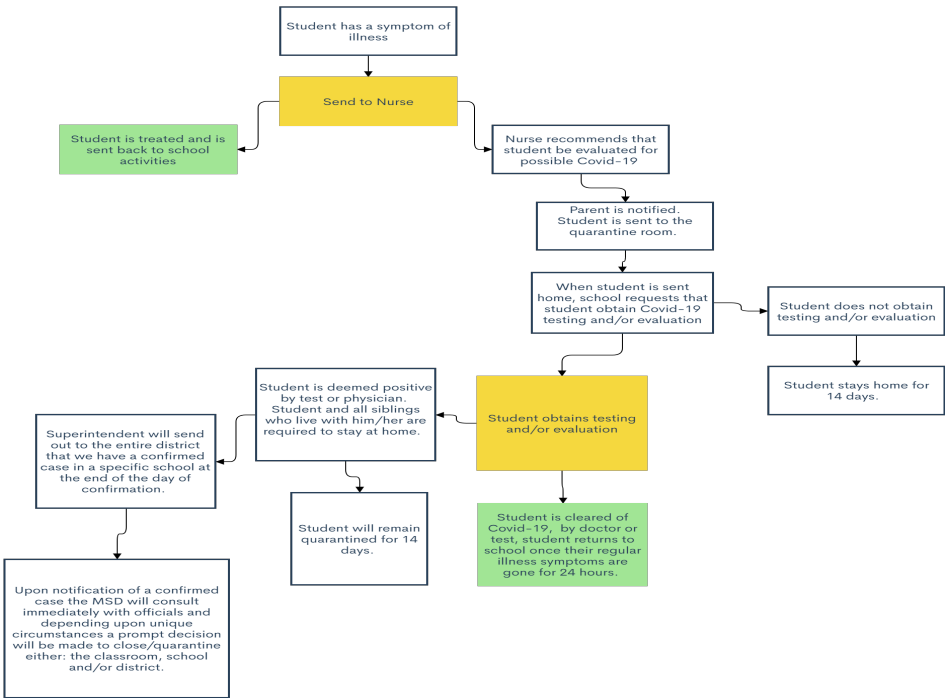 Student has a symptom of
illness
Send to Nurse
Student is treated and is
sent back to school
activities
Nurse recommends that
student be evaluated for
possible Covid-19
Parent is notified.
Student is sent to the
quarantine room.
When student is sent
home, school requests that
student obtain Covid-19
testing and/or evaluation
Student does not obtain
testing and/or evaluation
Student stays home for
14 days.
Student obtains testing
and/or evaluation
Student is deemed positive
by test or physician.
Student and all siblings
who live with him/her are
required to stay at home.
Superintendent will send
out to the entire district
that we have a confirmed
case in a specific school at
the end of the day of
confirmation.
Student will remain
quarantined for 14
days.
Student is cleared of
Covid-19, by doctor or
test, student returns to
school once their regular
illness symptoms are
gone for 24 hours.
Upon notification of a confirmed
case the MSD will consult
immediately with officials and
depending upon unique
circumstances a prompt decision
will be made to close/quarantine
either: the classroom, school
and/or district.